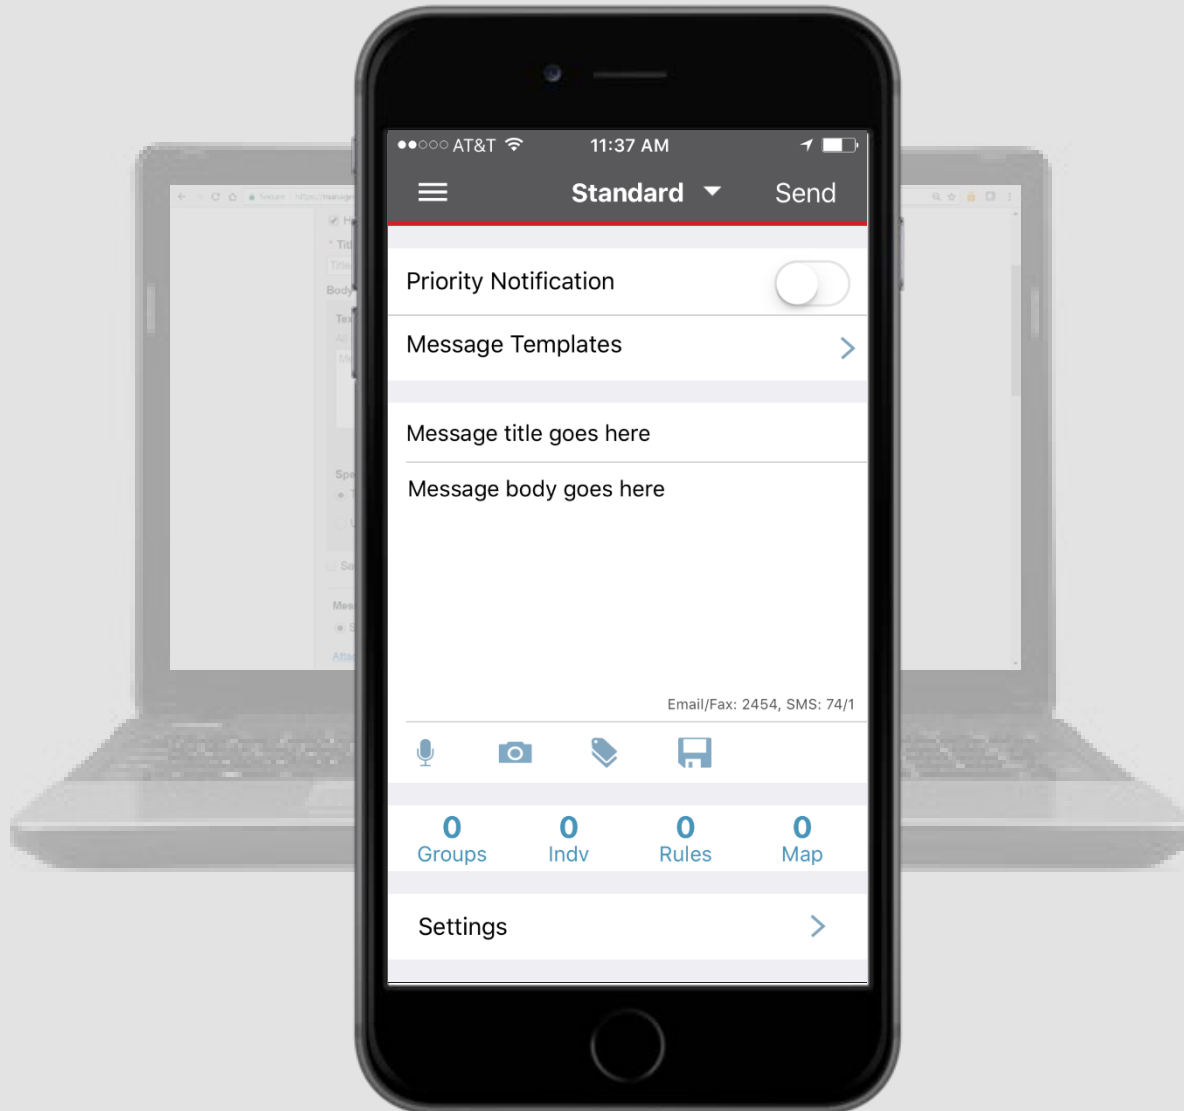 AT&T 11:37 AM
Standard Send
Priority Notification
Message Templates
Message title goes here
Message body goes here
Email/Fax: 2454, SMS: 74/1
0 0 0 0
Groups Indv Rules Map
Settings